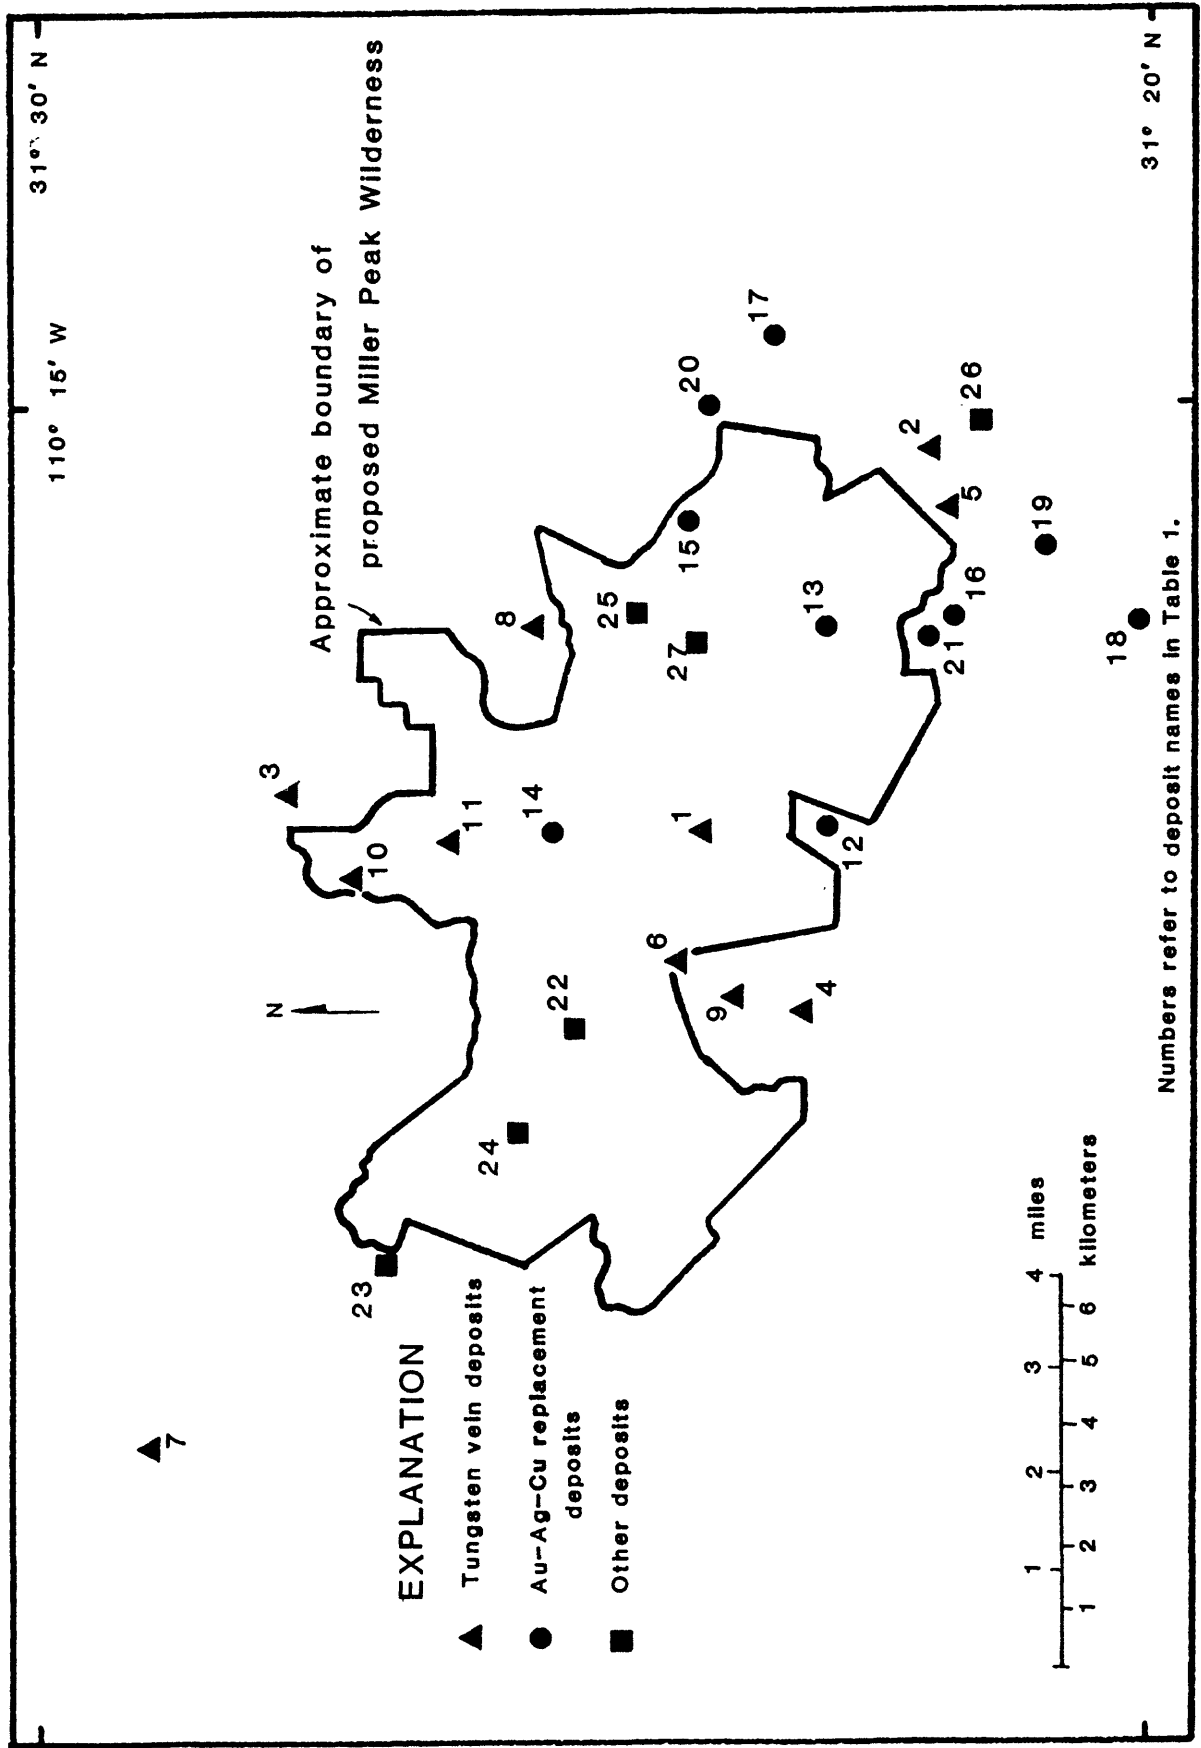 31° 30′ N
110° 15′ W
Approximate boundary of
proposed Miller Peak Wilderness
7
3
10
11
8
N
14
23
24
22
25
27
15
20
17
1
6
9
4
13
12
2
5
26
21
16
19
18
EXPLANATION
Tungsten vein deposits
Au-Ag-Cu replacement
deposits
Other deposits
1 2 3 4 miles
1 2 3 4 5 6 kilometers
31° 20′ N
Numbers refer to deposit names in Table 1.